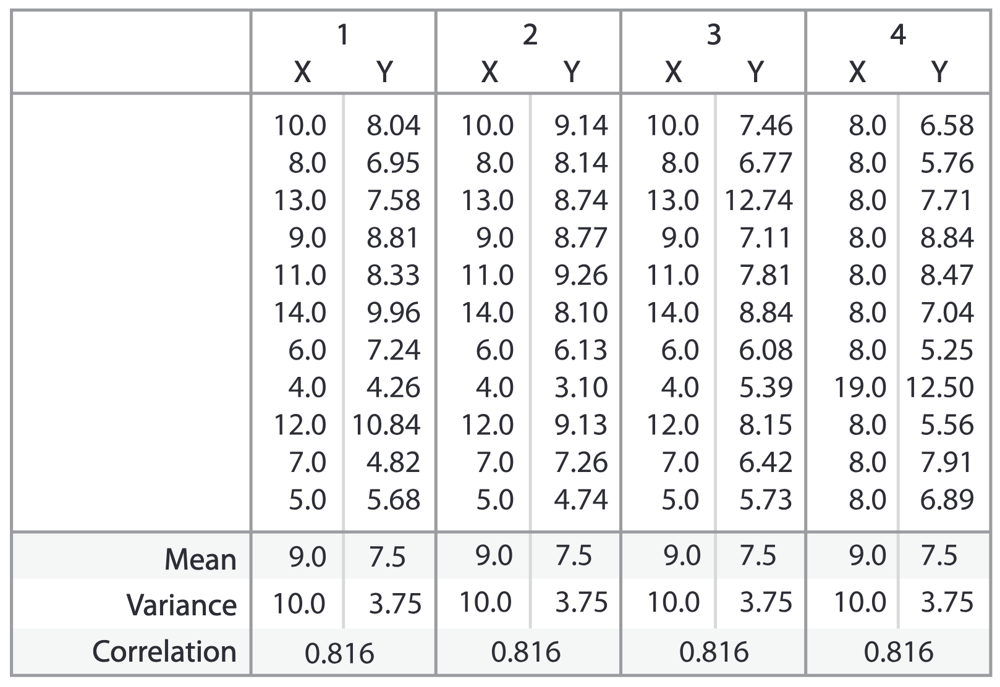 1 2 3 4
X Y X Y X Y X Y
10.0 8.04 10.0 9.14 10.0 7.46 8.0 6.58
8.0 6.95 8.0 8.14 8.0 6.77 8.0 5.76
13.0 7.58 13.0 8.74 13.0 12.74 8.0 7.71
9.0 8.81 9.0 8.77 9.0 7.11 8.0 8.84
11.0 8.33 11.0 9.26 11.0 7.81 8.0 8.47
14.0 9.96 14.0 8.10 14.0 8.84 8.0 7.04
6.0 7.24 6.0 6.13 6.0 6.08 8.0 5.25
4.0 4.26 4.0 3.10 4.0 5.39 19.0 12.50
12.0 10.84 12.0 9.13 12.0 8.15 8.0 5.56
7.0 4.82 7.0 7.26 7.0 6.42 8.0 7.91
5.0 5.68 5.0 4.74 5.0 5.73 8.0 6.89
Mean 9.0 7.5 9.0 7.5 9.0 7.5 9.0 7.5
Variance 10.0 3.75 10.0 3.75 10.0 3.75 10.0 3.75
Correlation 0.816 0.816 0.816 0.816